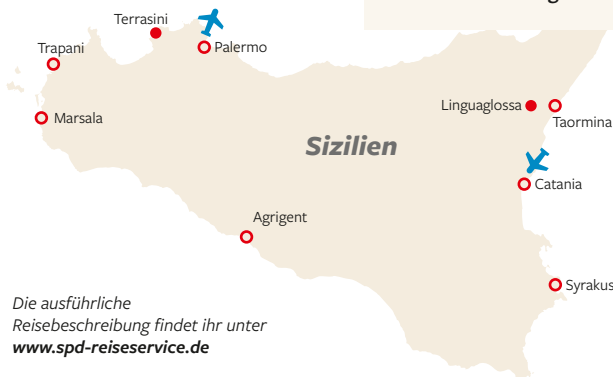 Terrasini
Trapani
Palermo
Marsala
Linguaglossa
Taormina
Sizilien
Catania
Agrigent
Syrakus
Die ausführliche
Reisebeschreibung findet ihr unter
www.spd-reiseservice.de